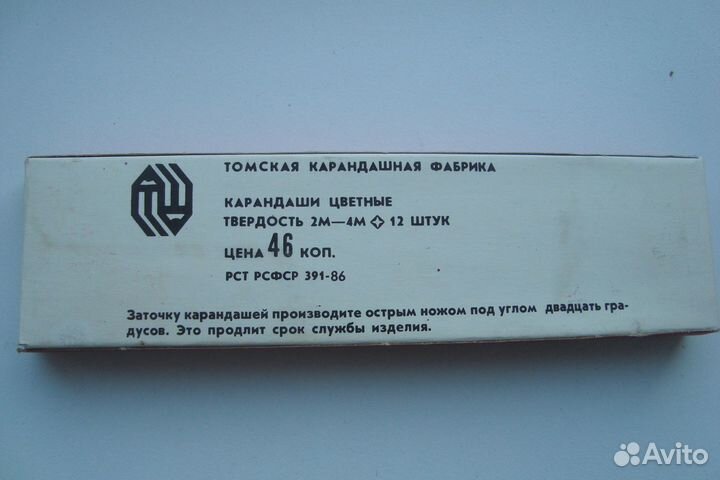 ТОМСКАЯ КАРАНДАШНАЯ ФАБРИКА
КАРАНДАШИ ЦВЕТНЫЕ
ТВЕРДОСТЬ 2М—4М 12 ШТУК
ЦЕНА 46 КОП.
РСТ РСФСР 391-86
Заточку карандашей производите острым ножом под углом двадцать гра-
дусов. Это продлит срок службы изделия.
Avito